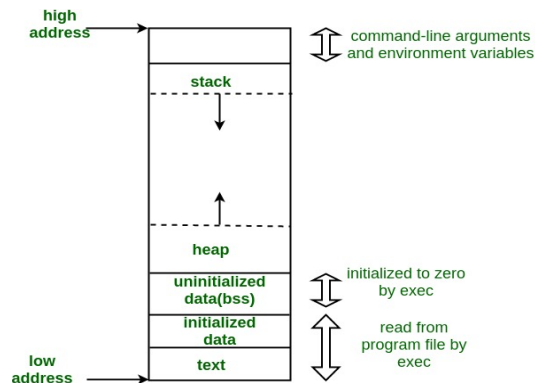 high
address
command-line arguments
and environment variables
stack
heap
uninitialized
data(bss)
initialized to zero
by exec
initialized
data
read from
program file by
exec
text
low
address